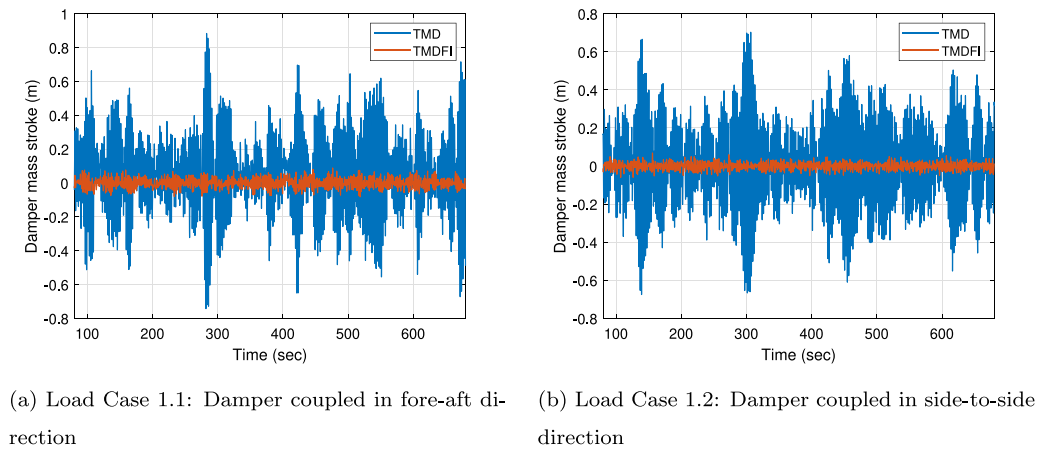 1
0.8
0.6
0.4
0.2
0
-0.2
-0.4
-0.6
-0.8
Damper mass stroke (m)
TMD
TMDFI
100 200 300 400 500 600
Time (sec)
(a) Load Case 1.1: Damper coupled in fore-aft di-
rection
0.8
0.6
0.4
0.2
0
-0.2
-0.4
-0.6
-0.8
Damper mass stroke (m)
TMD
TMDFI
100 200 300 400 500 600
Time (sec)
(b) Load Case 1.2: Damper coupled in side-to-side
direction